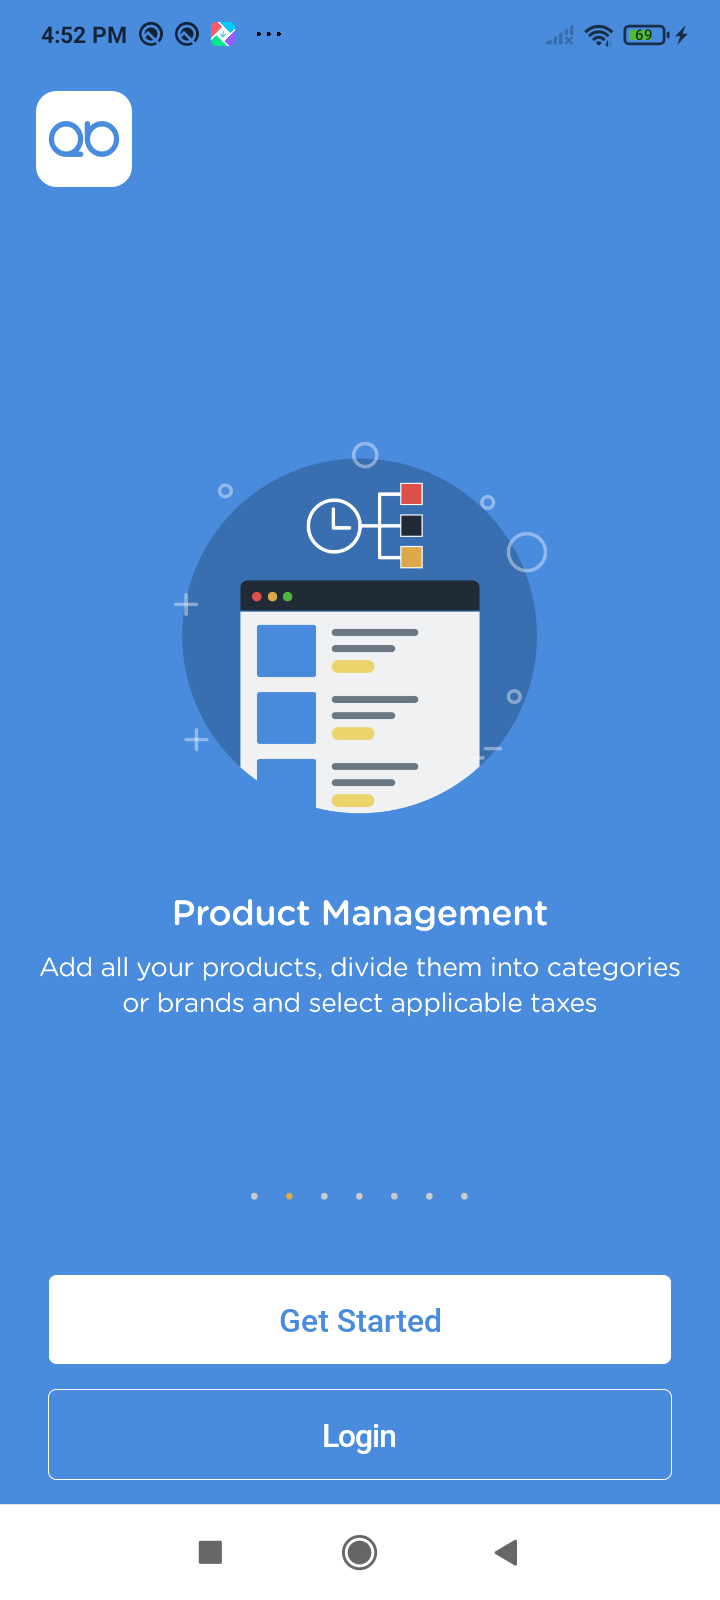 4:52 PM
69
Product Management
Add all your products, divide them into categories
or brands and select applicable taxes
Get Started
Login